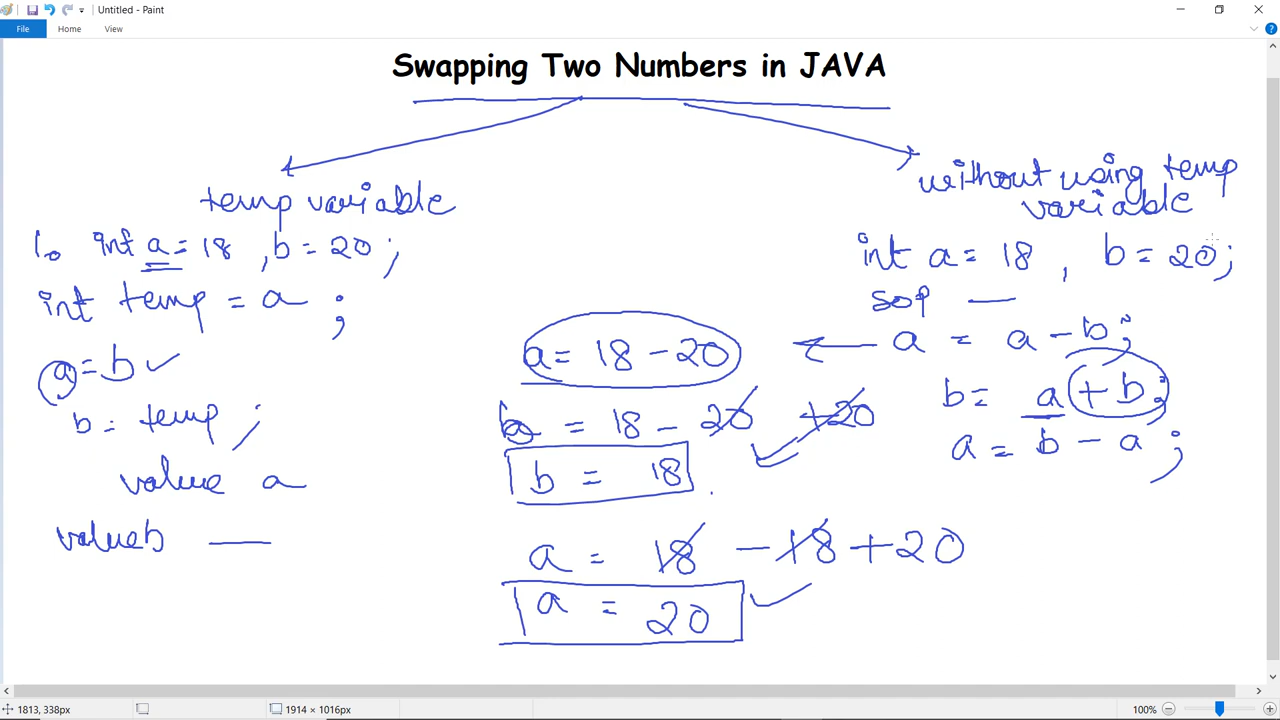 Untitled - Paint
File Home View
Swapping Two Numbers in JAVA
temp variable
1. int a = 18 , b = 20 ;
int temp = a ;
a = b
b = temp ;
value a
value b
without using temp
variable
int a = 18 , b = 20 ;
sop
a = a - b ;
b = a + b ;
a = b - a ;
a = 18 - 20
b = 18 - 20 + 20
b = 18
a = 18 - 18 + 20
a = 20
1813, 338px
1914 × 1016px
100%